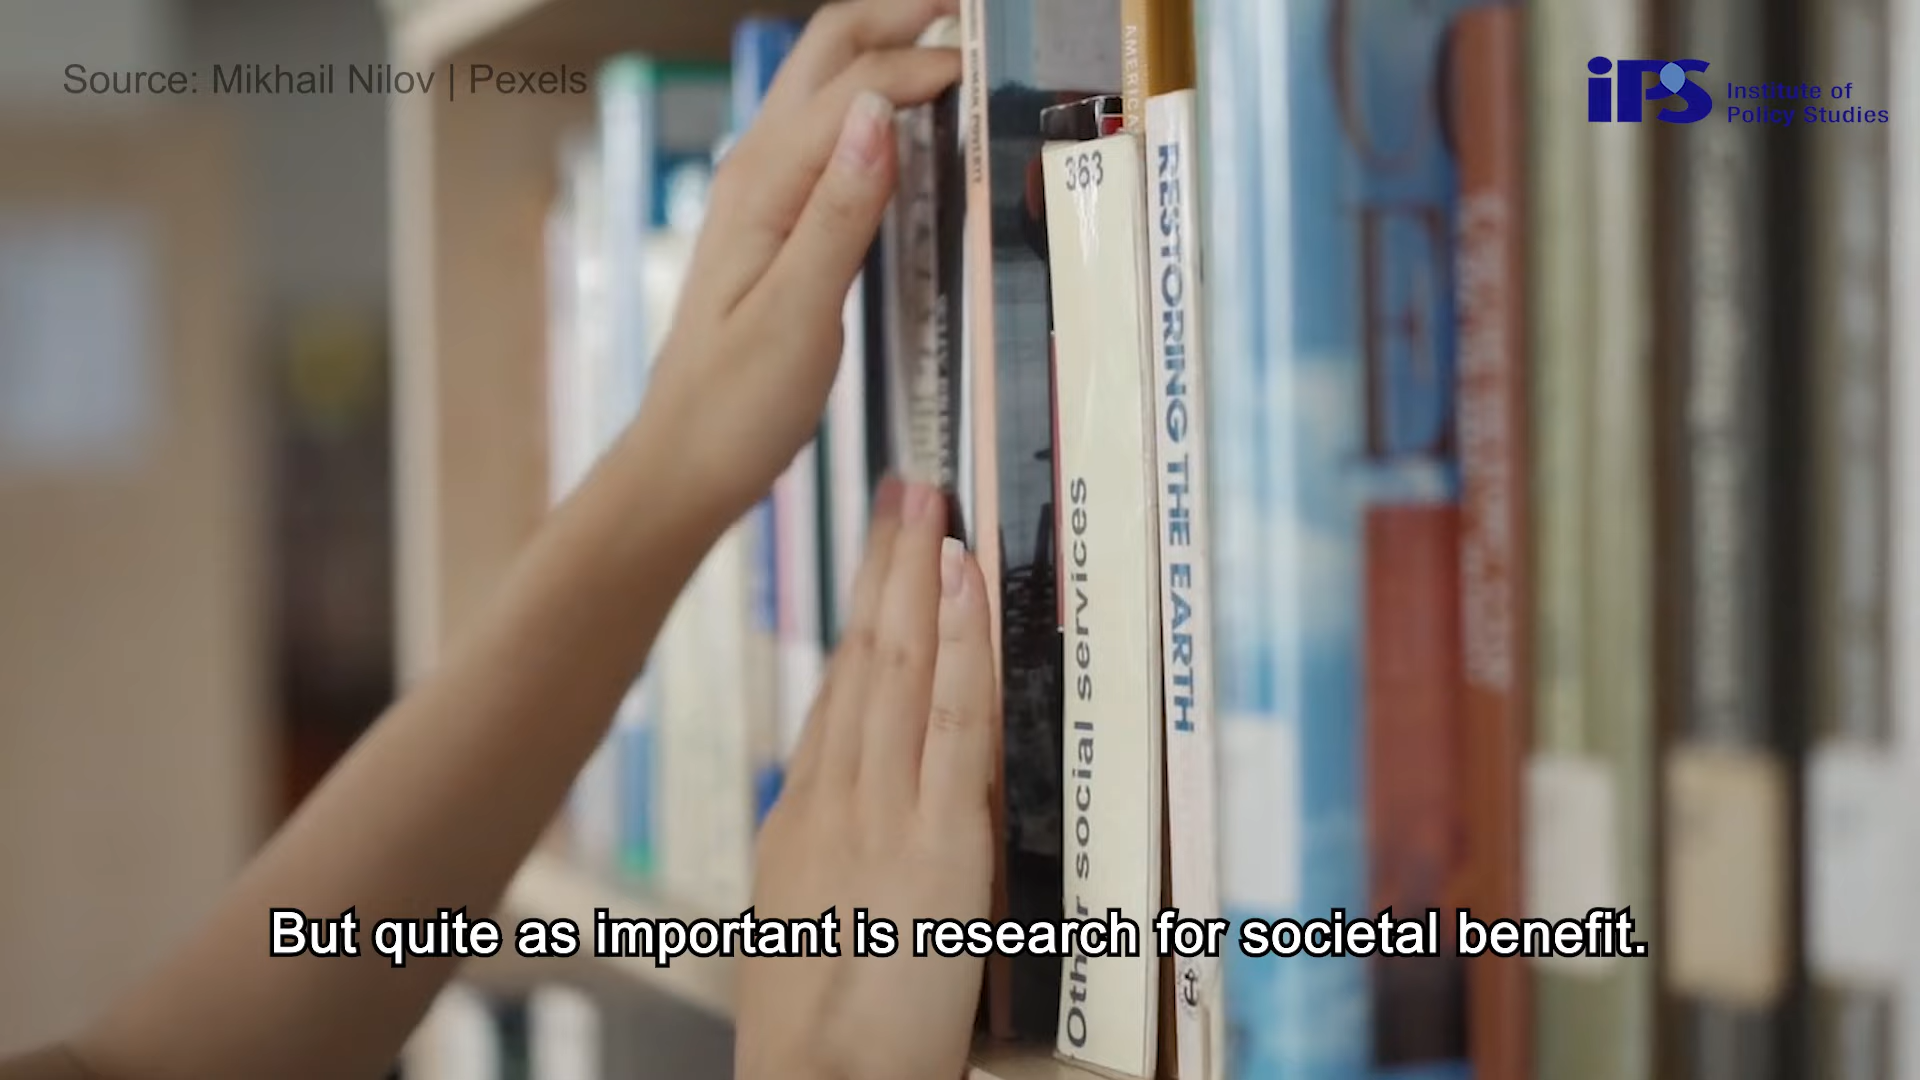 Source: Mikhail Nilov | Pexels
iPS
Institute of
Policy Studies
AMERICA
363
Other social services
RESTORING THE EARTH
But quite as important is research for societal benefit.